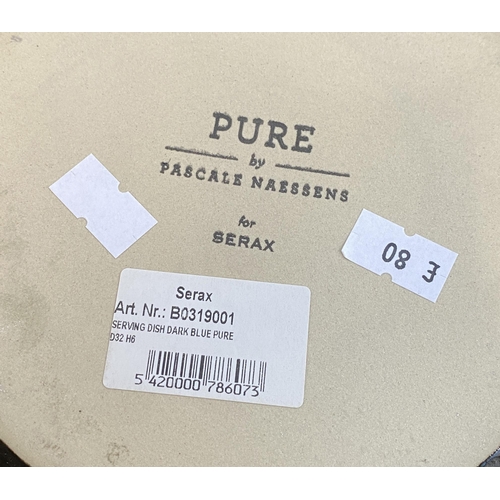 PURE
by
PASCALE NAESSENS
for
SERAX
08 3
Serax
Art. Nr.: B0319001
SERVING DISH DARK BLUE PURE
D32 H6
5 420000 786073